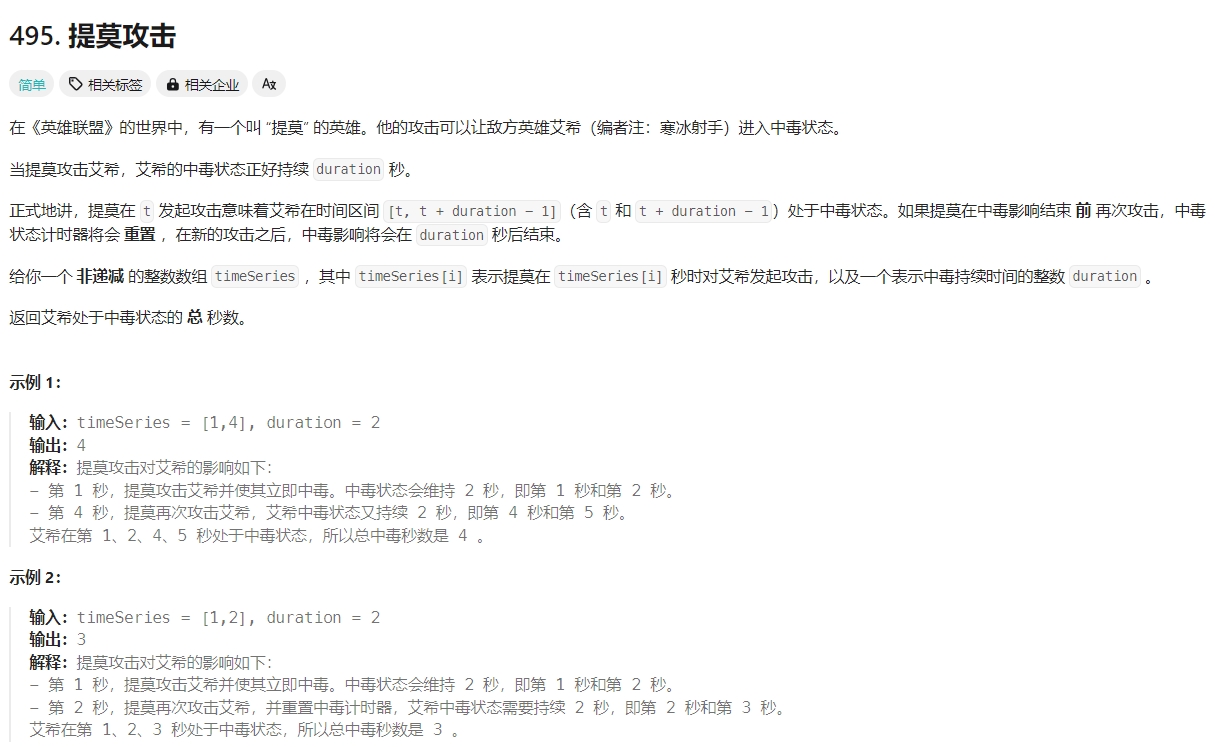 495. 提莫攻击
简单 相关标签 相关企业 Az
在《英雄联盟》的世界中，有一个叫 “提莫” 的英雄。他的攻击可以让敌方英雄艾希（编者注：寒冰射手）进入中毒状态。
当提莫攻击艾希，艾希的中毒状态正好持续 duration 秒。
正式地讲，提莫在 t 发起攻击意味着艾希在时间区间 [t, t + duration - 1]（含 t 和 t + duration - 1）处于中毒状态。如果提莫在中毒影响结束 前 再次攻击，中毒
状态计时器将会 重置 ，在新的攻击之后，中毒影响将会在 duration 秒后结束。
给你一个 非递减 的整数数组 timeSeries ，其中 timeSeries[i] 表示提莫在 timeSeries[i] 秒时对艾希发起攻击，以及一个表示中毒持续时间的整数 duration 。
返回艾希处于中毒状态的 总 秒数。
示例 1：
输入：timeSeries = [1,4], duration = 2
输出：4
解释：提莫攻击对艾希的影响如下：
- 第 1 秒，提莫攻击艾希并使其立即中毒。中毒状态会维持 2 秒，即第 1 秒和第 2 秒。
- 第 4 秒，提莫再次攻击艾希，艾希中毒状态又持续 2 秒，即第 4 秒和第 5 秒。
艾希在第 1、2、4、5 秒处于中毒状态，所以总中毒秒数是 4 。
示例 2：
输入：timeSeries = [1,2], duration = 2
输出：3
解释：提莫攻击对艾希的影响如下：
- 第 1 秒，提莫攻击艾希并使其立即中毒。中毒状态会维持 2 秒，即第 1 秒和第 2 秒。
- 第 2 秒，提莫再次攻击艾希，并重置中毒计时器，艾希中毒状态需要持续 2 秒，即第 2 秒和第 3 秒。
艾希在第 1、2、3 秒处于中毒状态，所以总中毒秒数是 3 。